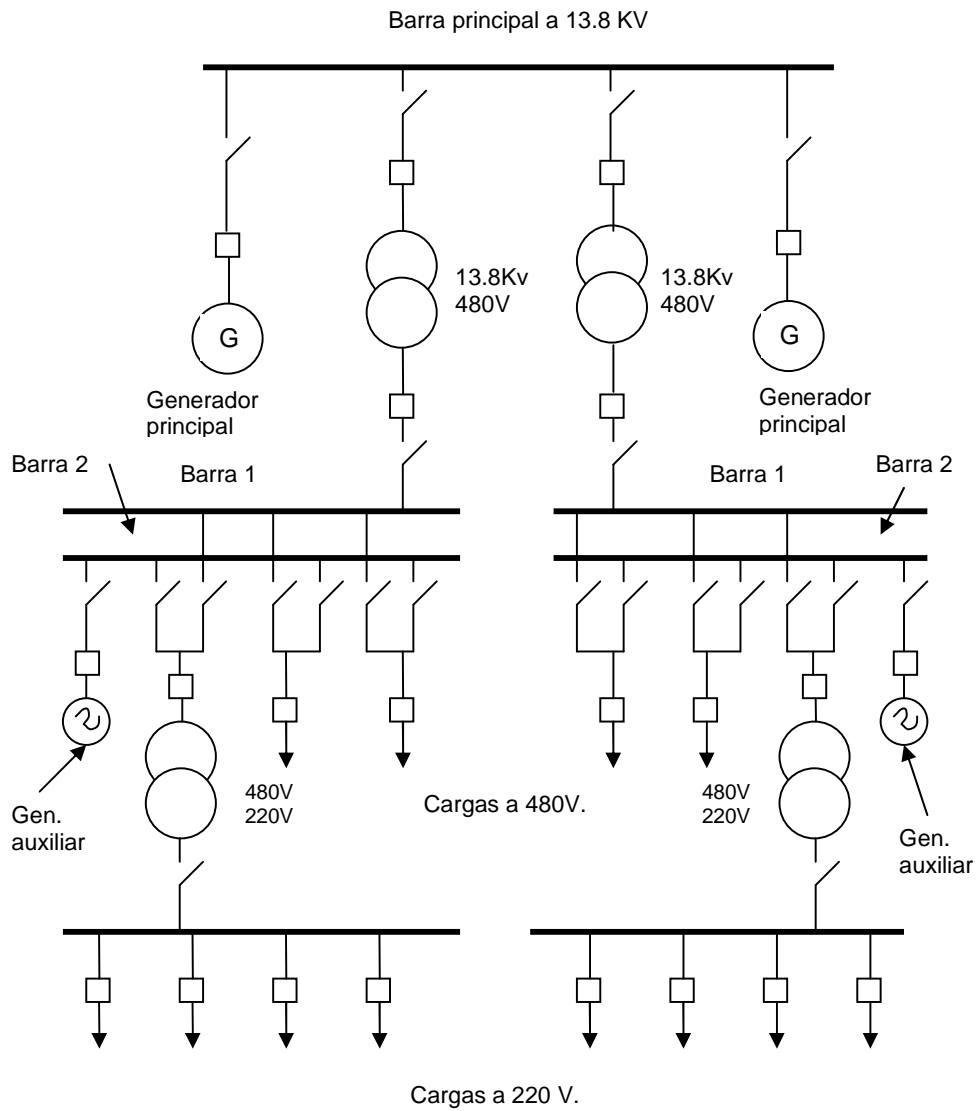 Barra principal a 13.8 KV
13.8Kv
480V
13.8Kv
480V
G
G
Generador
principal
Generador
principal
Barra 2
Barra 1
Barra 1
Barra 2
480V
220V
Cargas a 480V.
480V
220V
Gen.
auxiliar
Gen.
auxiliar
Cargas a 220 V.